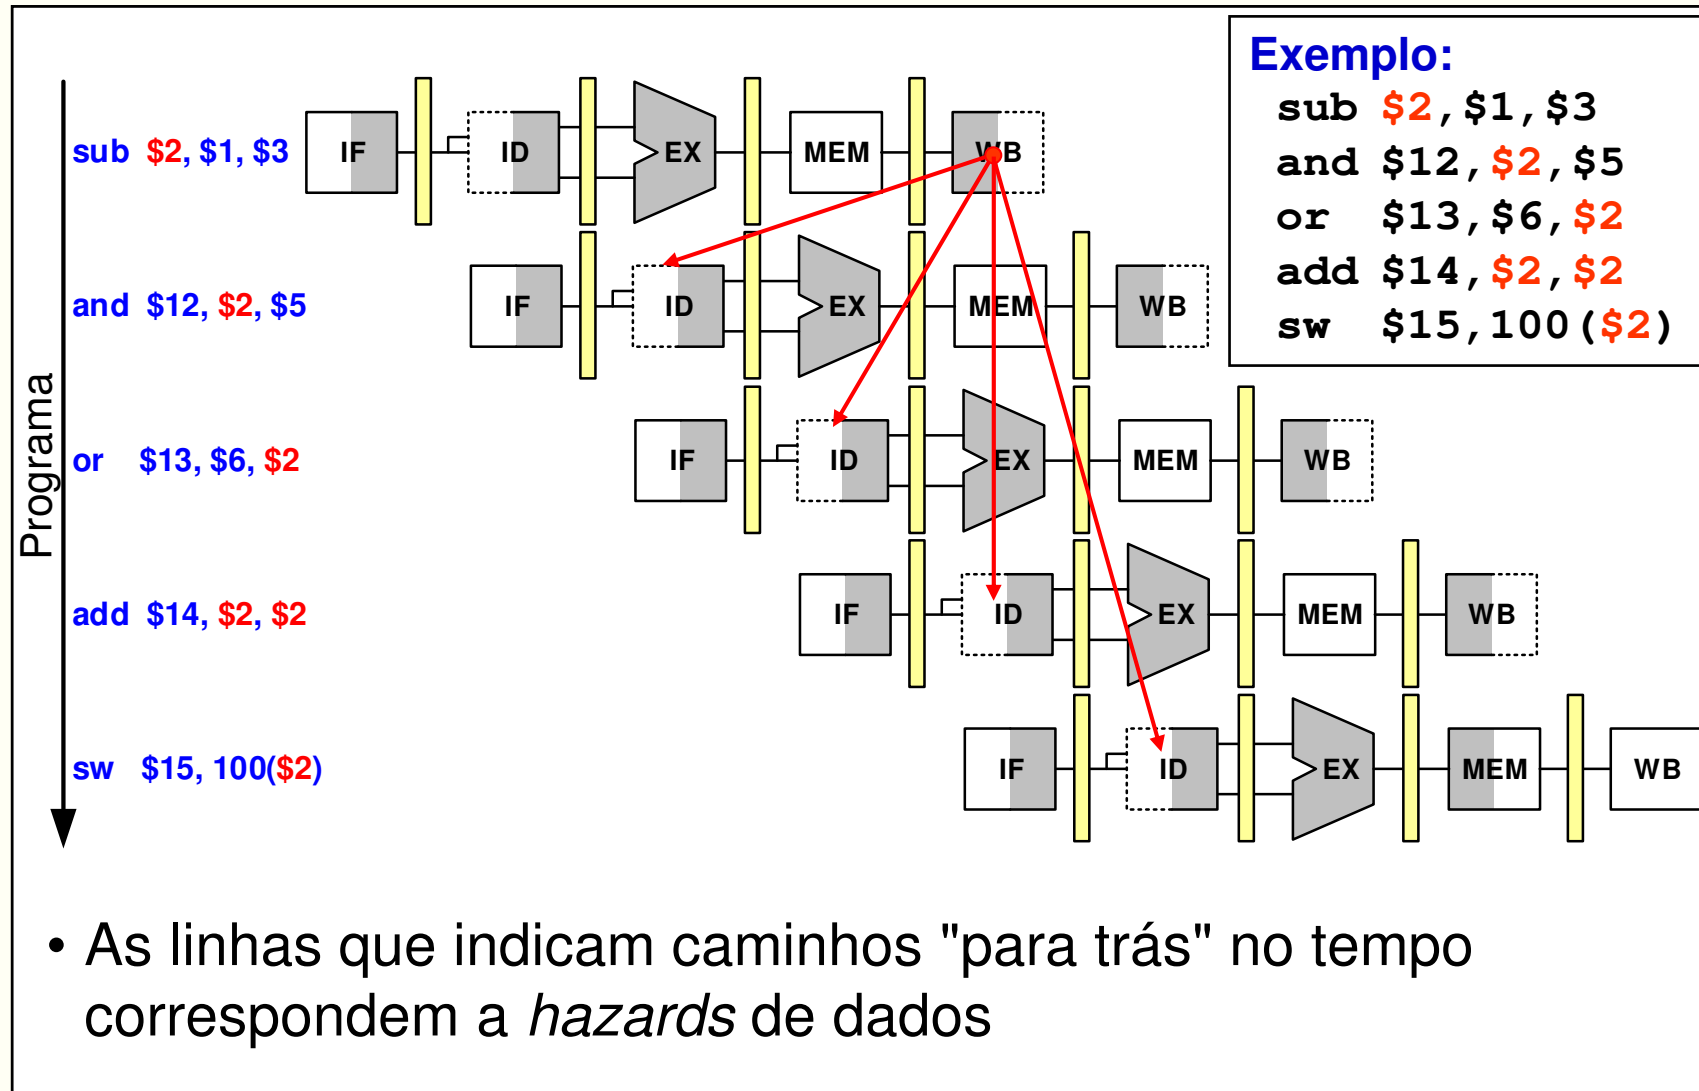 Exemplo:
sub $2,$1,$3
and $12,$2,$5
or $13,$6,$2
add $14,$2,$2
sw $15,100($2)
Programa
sub $2, $1, $3 IF ID EX MEM WB
and $12, $2, $5 IF ID EX MEM WB
or $13, $6, $2 IF ID EX MEM WB
add $14, $2, $2 IF ID EX MEM WB
sw $15, 100($2) IF ID EX MEM WB
• As linhas que indicam caminhos "para trás" no tempo
correspondem a hazards de dados